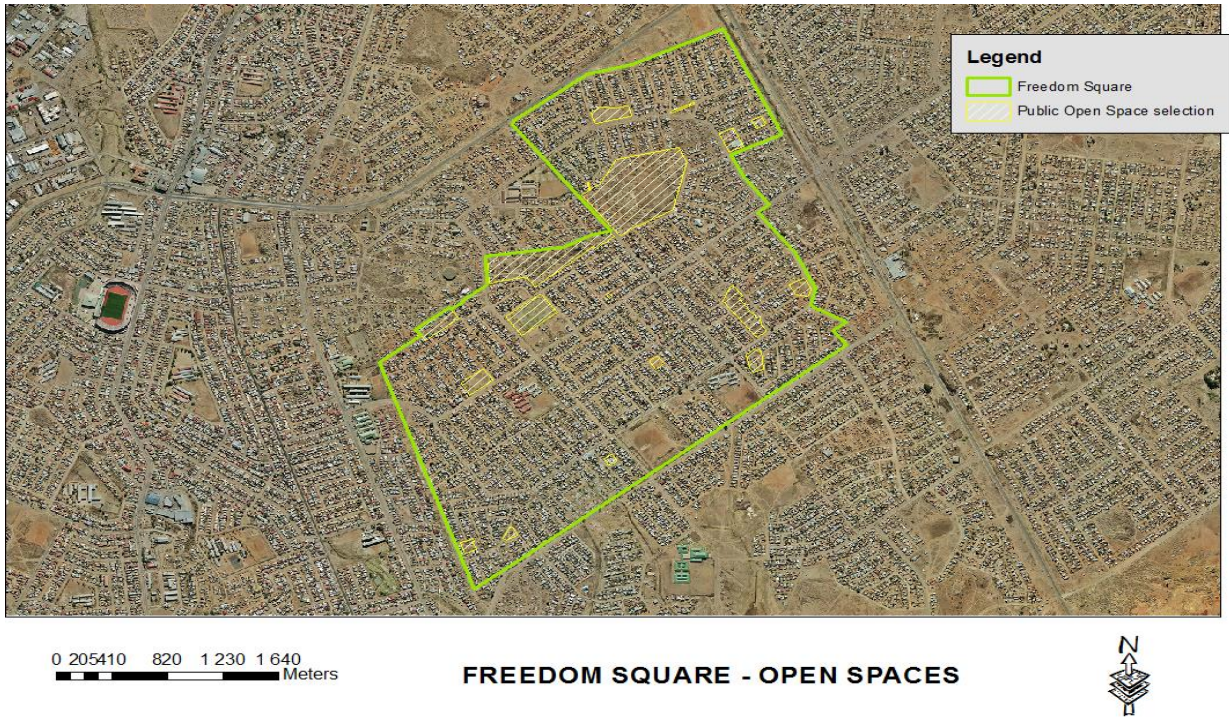 Legend
Freedom Square
Public Open Space selection
0 205410 820 1 230 1 640
Meters
FREEDOM SQUARE - OPEN SPACES
N